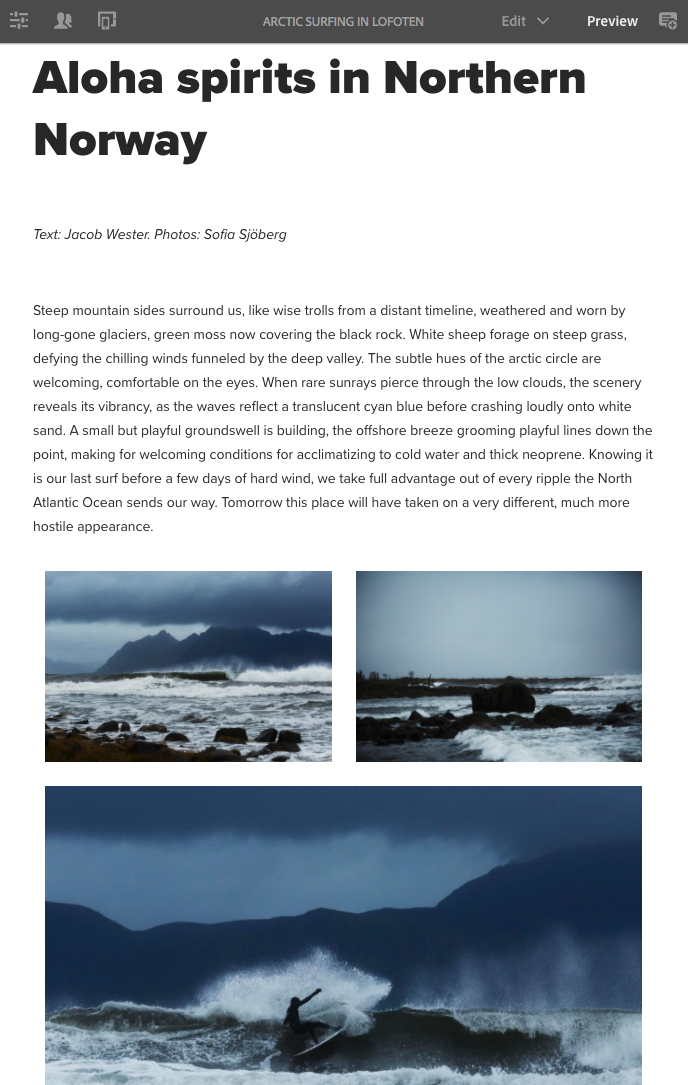 ARCTIC SURFING IN LOFOTEN
Edit
Preview
Aloha spirits in Northern
Norway
Text: Jacob Wester. Photos: Sofia Sjöberg
Steep mountain sides surround us, like wise trolls from a distant timeline, weathered and worn by
long-gone glaciers, green moss now covering the black rock. White sheep forage on steep grass,
defying the chilling winds funneled by the deep valley. The subtle hues of the arctic circle are
welcoming, comfortable on the eyes. When rare sunrays pierce through the low clouds, the scenery
reveals its vibrancy, as the waves reflect a translucent cyan blue before crashing loudly onto white
sand. A small but playful groundswell is building, the offshore breeze grooming playful lines down the
point, making for welcoming conditions for acclimatizing to cold water and thick neoprene. Knowing it
is our last surf before a few days of hard wind, we take full advantage out of every ripple the North
Atlantic Ocean sends our way. Tomorrow this place will have taken on a very different, much more
hostile appearance.